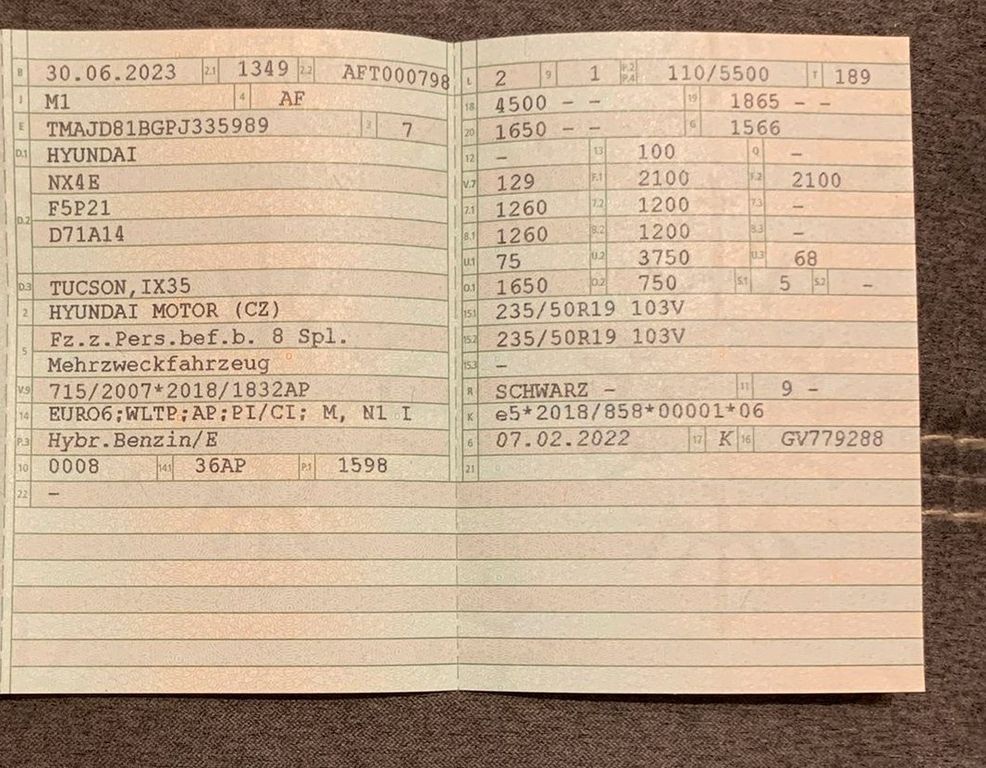 B 30.06.2023 2.1 1349 2.2 AFT000798
J M1 4 AF
E TMAJD81BGPJ335989 3 7
D.1 HYUNDAI
D.2 NX4E
F5P21
D71A14
D.3 TUCSON,IX35
2 HYUNDAI MOTOR (CZ)
5 Fz.z.Pers.bef.b. 8 Spl.
Mehrzweckfahrzeug
V.9 715/2007*2018/1832AP
14 EURO6;WLTP;AP;PI/CI; M, N1 I
P.3 Hybr.Benzin/E
10 0008 14.1 36AP P.1 1598
22 –
L 2 9 1 P.2 P.4 110/5500 T 189
18 4500 – – 19 1865 – –
20 1650 – – G 1566
12 – 13 100 Q –
V.7 129 F.1 2100 F.2 2100
7.1 1260 7.2 1200 7.3 –
8.1 1260 8.2 1200 8.3 –
U.1 75 U.2 3750 U.3 68
O.1 1650 O.2 750 S.1 5 S.2 –
15.1 235/50R19 103V
15.2 235/50R19 103V
15.3 –
R SCHWARZ – 11 9 –
K e5*2018/858*00001*06
6 07.02.2022 17 K 16 GV779288
21